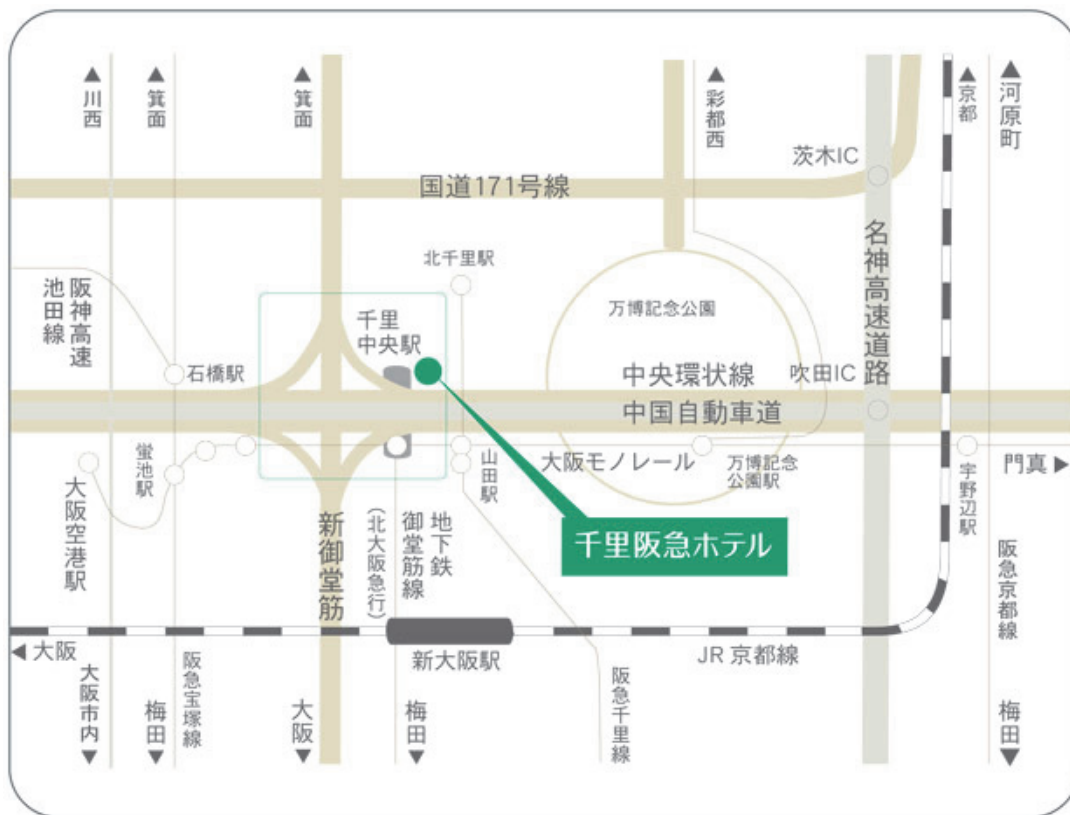 ▲川西
▲箕面
▲箕面
▲彩都西
▲京都
▲河原町
茨木IC
国道171号線
名神高速道路
北千里駅
阪神高速
池田線
千里
中央駅
万博記念公園
石橋駅
中央環状線
吹田IC
中国自動車道
蛍池駅
山田駅
大阪モノレール
万博記念
公園駅
門真▶
宇野辺駅
大阪空港駅
新御堂筋
地下鉄
御堂筋線
(北大阪急行)
千里阪急ホテル
阪急京都線
◀大阪
新大阪駅
JR 京都線
大阪市内▼
梅田▼
阪急宝塚線
大阪▼
梅田▼
阪急千里線
梅田▼